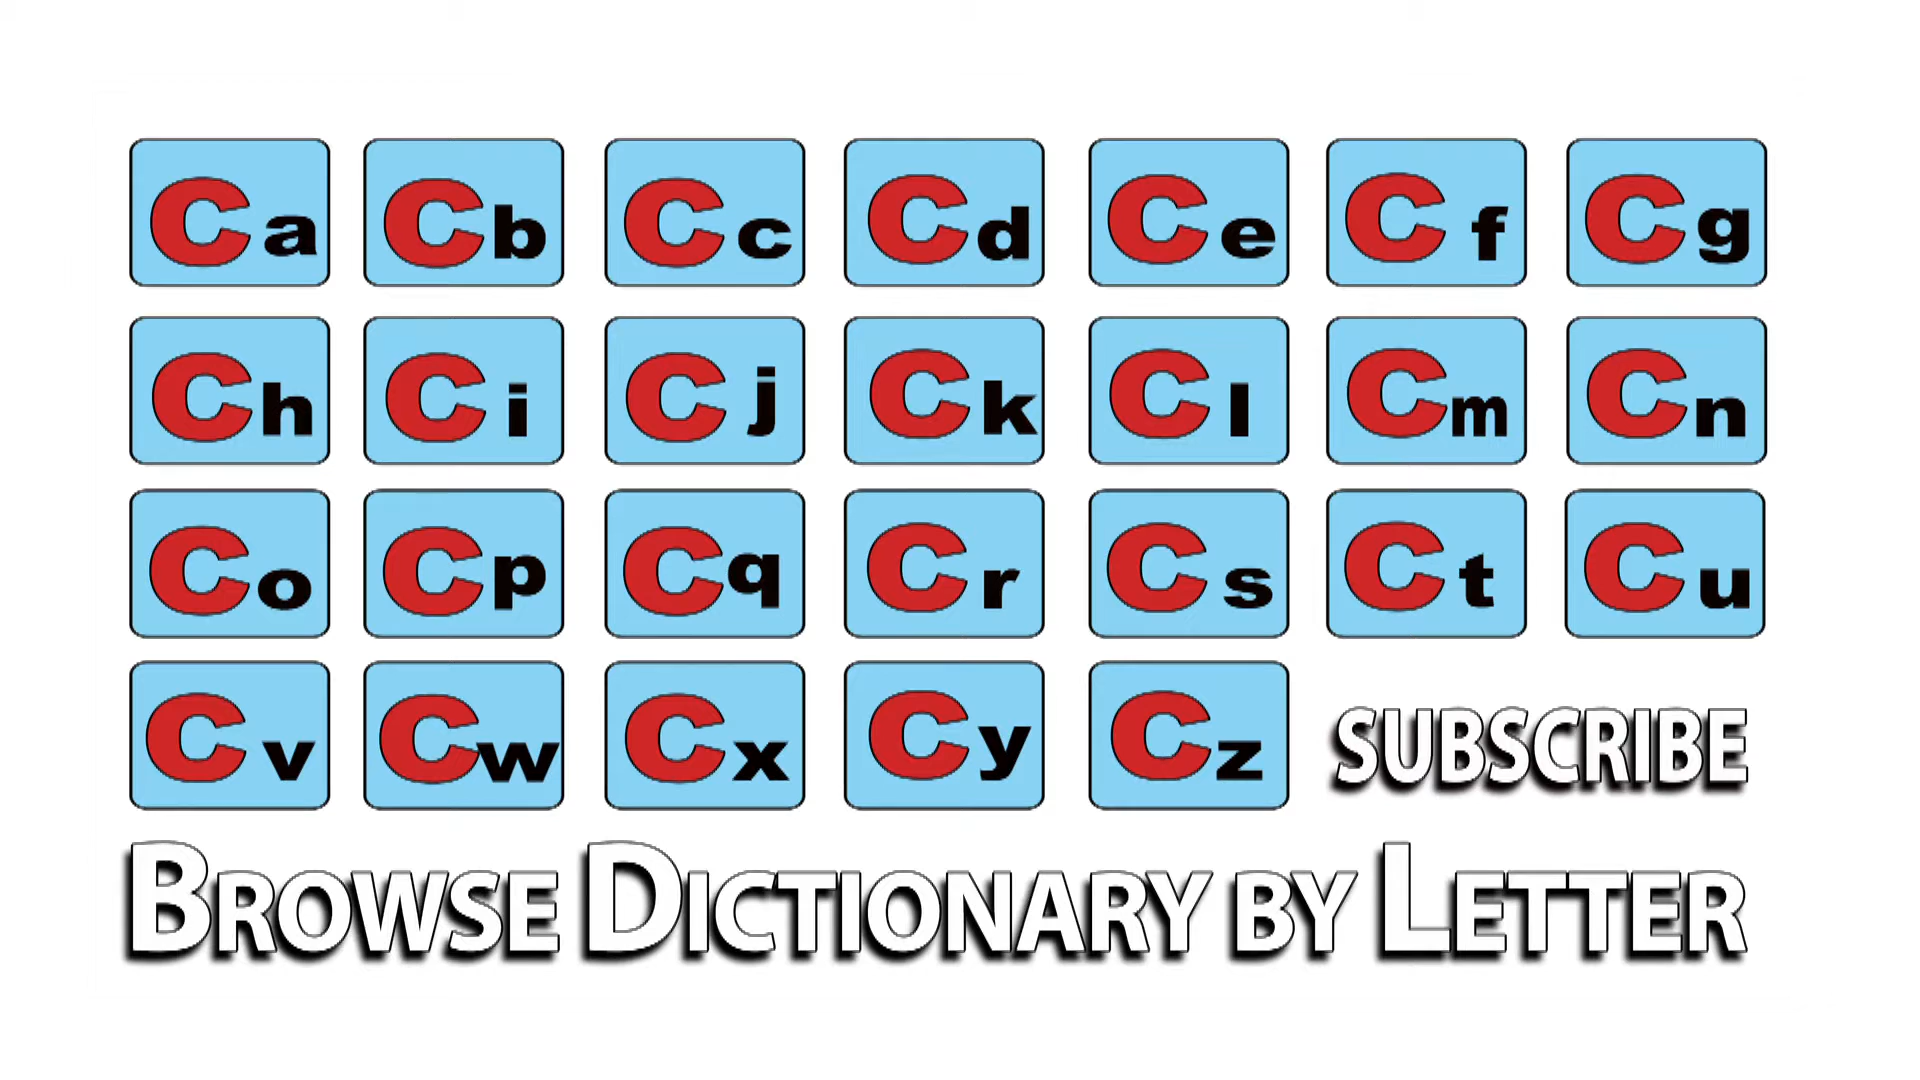 Ca Cb Cc Cd Ce Cf Cg
Ch Ci Cj Ck Cl Cm Cn
Co Cp Cq Cr Cs Ct Cu
Cv Cw Cx Cy Cz SUBSCRIBE
BROWSE DICTIONARY BY LETTER